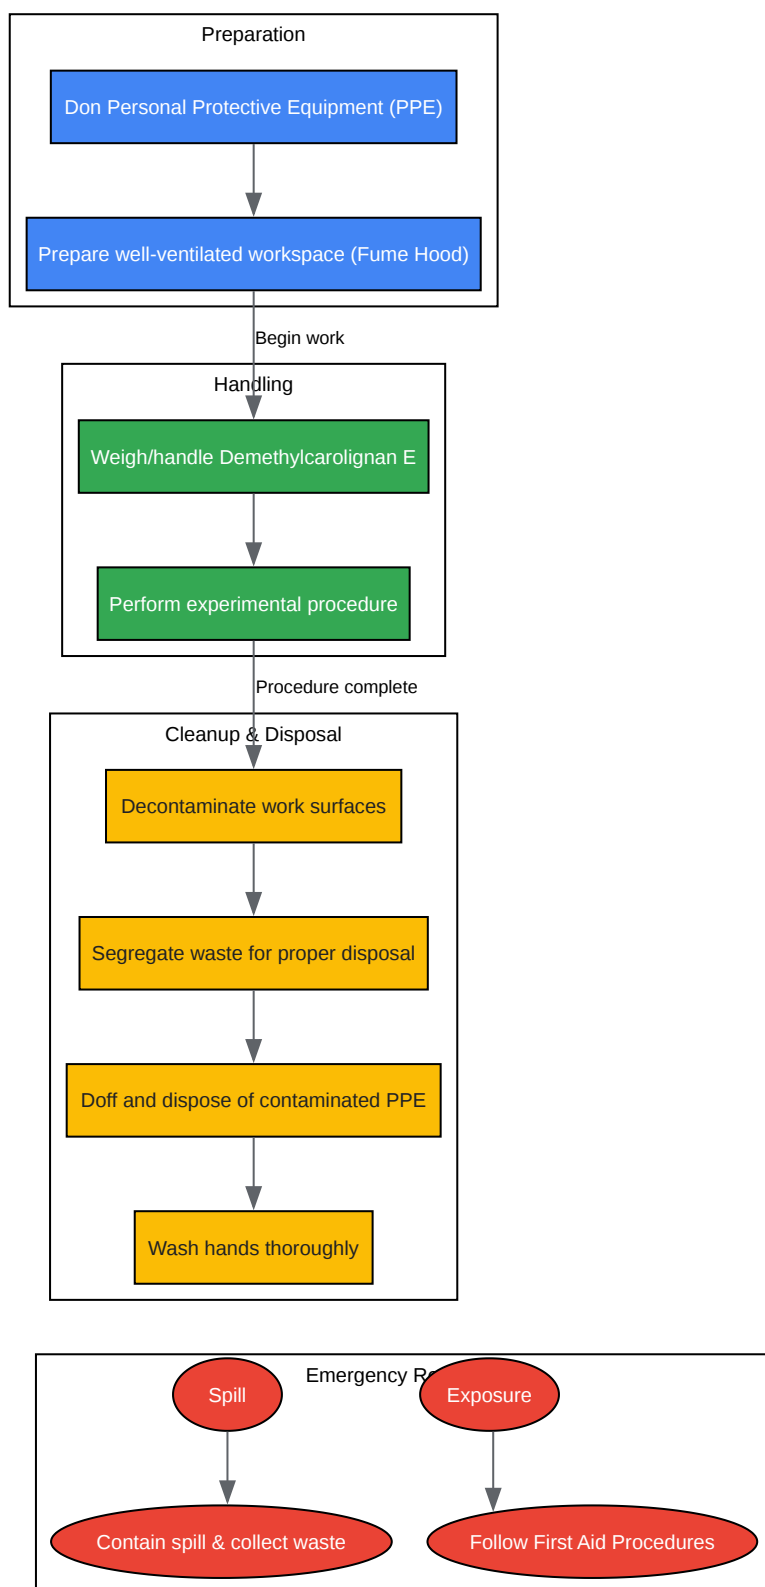 Preparation
Don Personal Protective Equipment (PPE)
Prepare well-ventilated workspace (Fume Hood)
Begin work
Handling
Weigh/handle Demethylcarolignan E
Perform experimental procedure
Procedure complete
Cleanup & Disposal
Decontaminate work surfaces
Segregate waste for proper disposal
Doff and dispose of contaminated PPE
Wash hands thoroughly
Emergency
Spill
Exposure
Contain spill & collect waste
Follow First Aid Procedures